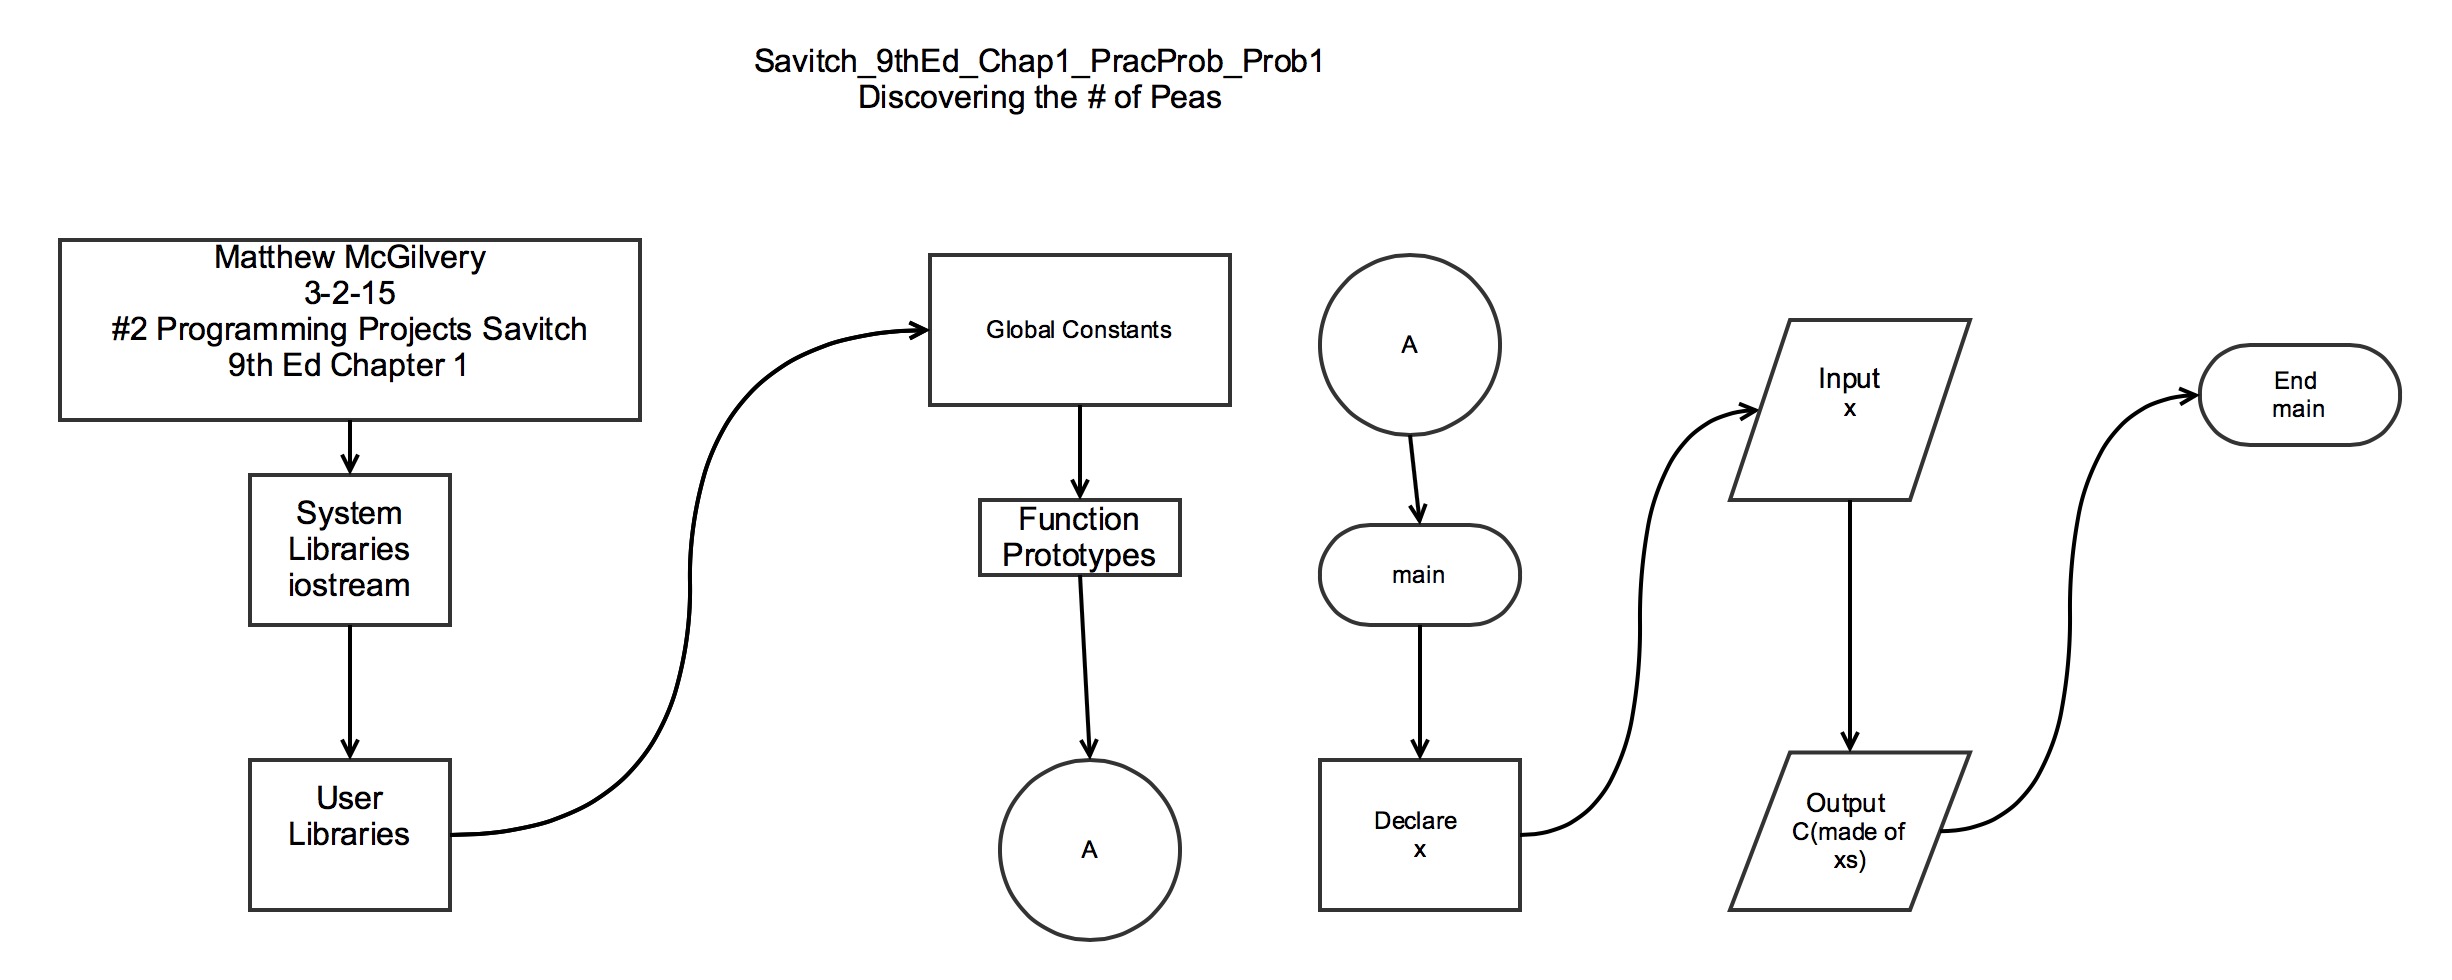 Savitch_9thEd_Chap1_PracProb_Prob1
Discovering the # of Peas
Matthew McGilvery
3-2-15
#2 Programming Projects Savitch
9th Ed Chapter 1
System
Libraries
iostream
User
Libraries
Global Constants
Function
Prototypes
A
A
main
Declare
x
Input
x
Output
C(made of
xs)
End
main